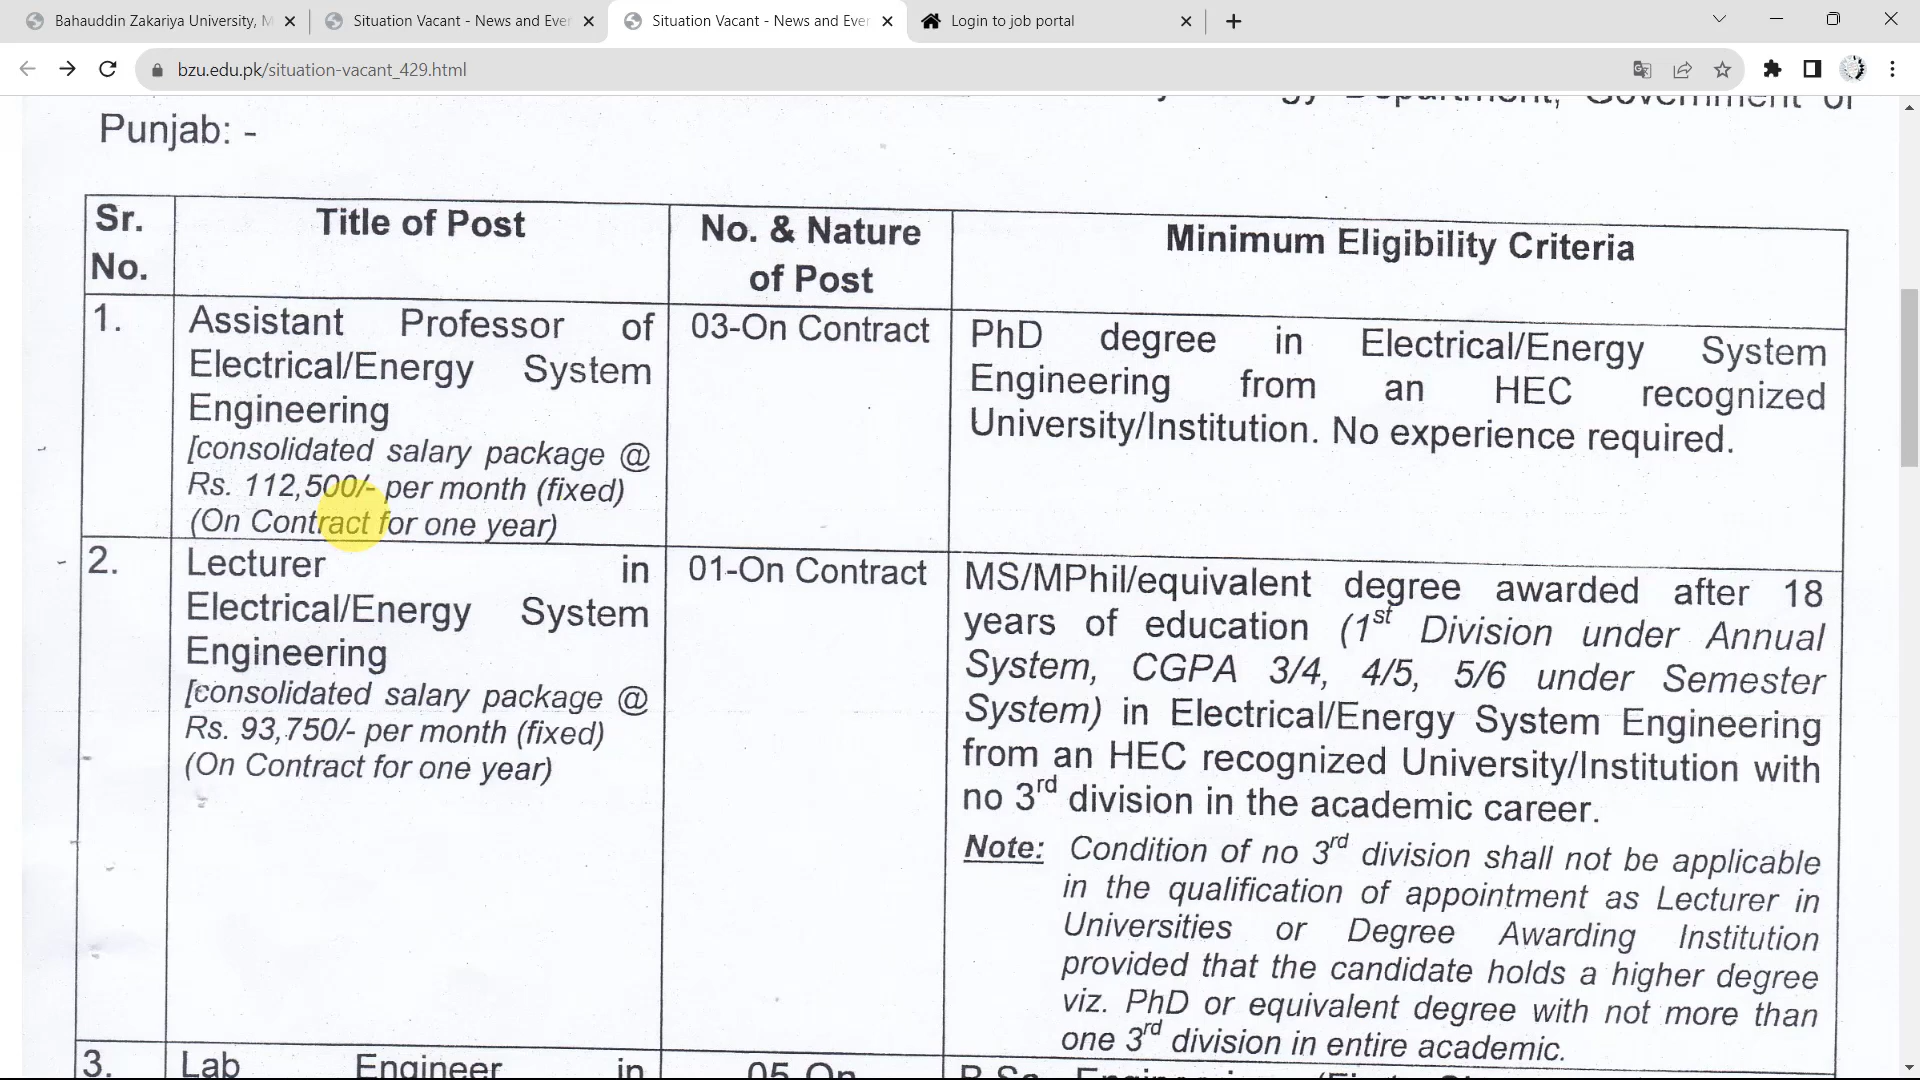 Bahauddin Zakariya University, M
Situation Vacant - News and Ever
Situation Vacant - News and Ever
Login to job portal
bzu.edu.pk/situation-vacant_429.html
Department, Government of
Punjab: -
Sr. No.
Title of Post
No. & Nature of Post
Minimum Eligibility Criteria
1.
Assistant Professor of
Electrical/Energy System
Engineering
[consolidated salary package @
Rs. 112,500/- per month (fixed)
(On Contract for one year)
03-On Contract
PhD degree in Electrical/Energy System
Engineering from an HEC recognized
University/Institution. No experience required.
2.
Lecturer in
Electrical/Energy System
Engineering
[consolidated salary package @
Rs. 93,750/- per month (fixed)
(On Contract for one year)
01-On Contract
MS/MPhil/equivalent degree awarded after 18
years of education (1st Division under Annual
System, CGPA 3/4, 4/5, 5/6 under Semester
System) in Electrical/Energy System Engineering
from an HEC recognized University/Institution with
no 3rd division in the academic career.
Note: Condition of no 3rd division shall not be applicable
in the qualification of appointment as Lecturer in
Universities or Degree Awarding Institution
provided that the candidate holds a higher degree
viz. PhD or equivalent degree with not more than
one 3rd division in entire academic.
3.
Lab Engineer in
05-On
B.Sc. Engineering